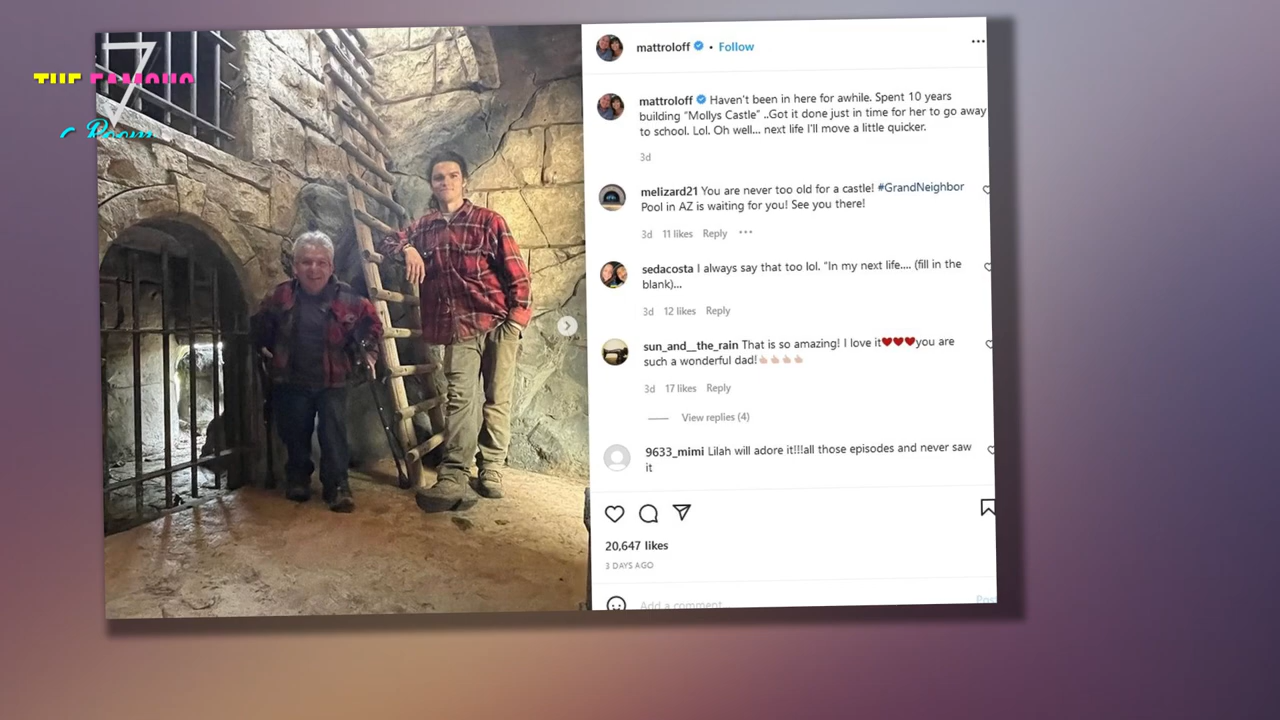 THE FAMOUS
Room
mattroloff • Follow
mattroloff Haven't been in here for awhile. Spent 10 years
building "Mollys Castle" ..Got it done just in time for her to go away
to school. Lol. Oh well... next life I'll move a little quicker.
3d
melizard21 You are never too old for a castle! #GrandNeighbor
Pool in AZ is waiting for you! See you there!
3d 11 likes Reply
sedacosta I always say that too lol. "In my next life.... (fill in the
blank)...
3d 12 likes Reply
sun_and__the_rain That is so amazing! I love it❤❤❤you are
such a wonderful dad!👆🏻👆🏻👆🏻👆🏻
3d 17 likes Reply
View replies (4)
9633_mimi Lilah will adore it!!!all those episodes and never saw
it
20,647 likes
3 DAYS AGO
Add a comment...
Post